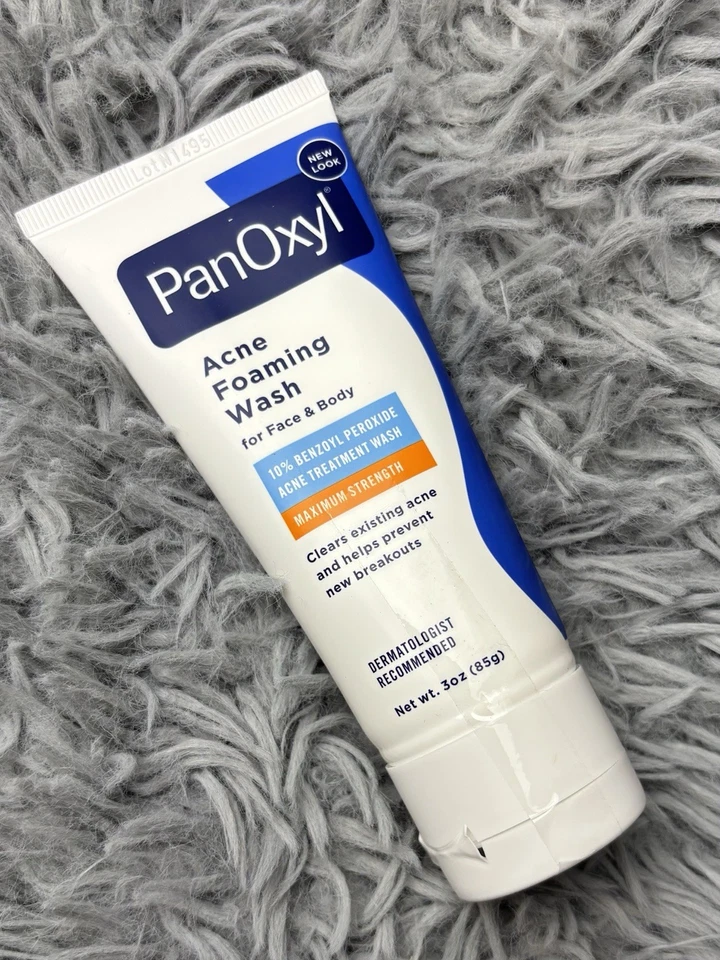 Lot N1495
NEW
LOOK
PanOxyl®
Acne
Foaming
Wash
for Face & Body
10% BENZOYL PEROXIDE
ACNE TREATMENT WASH
MAXIMUM STRENGTH
Clears existing acne
and helps prevent
new breakouts
DERMATOLOGIST
RECOMMENDED
Net wt. 3oz (85g)